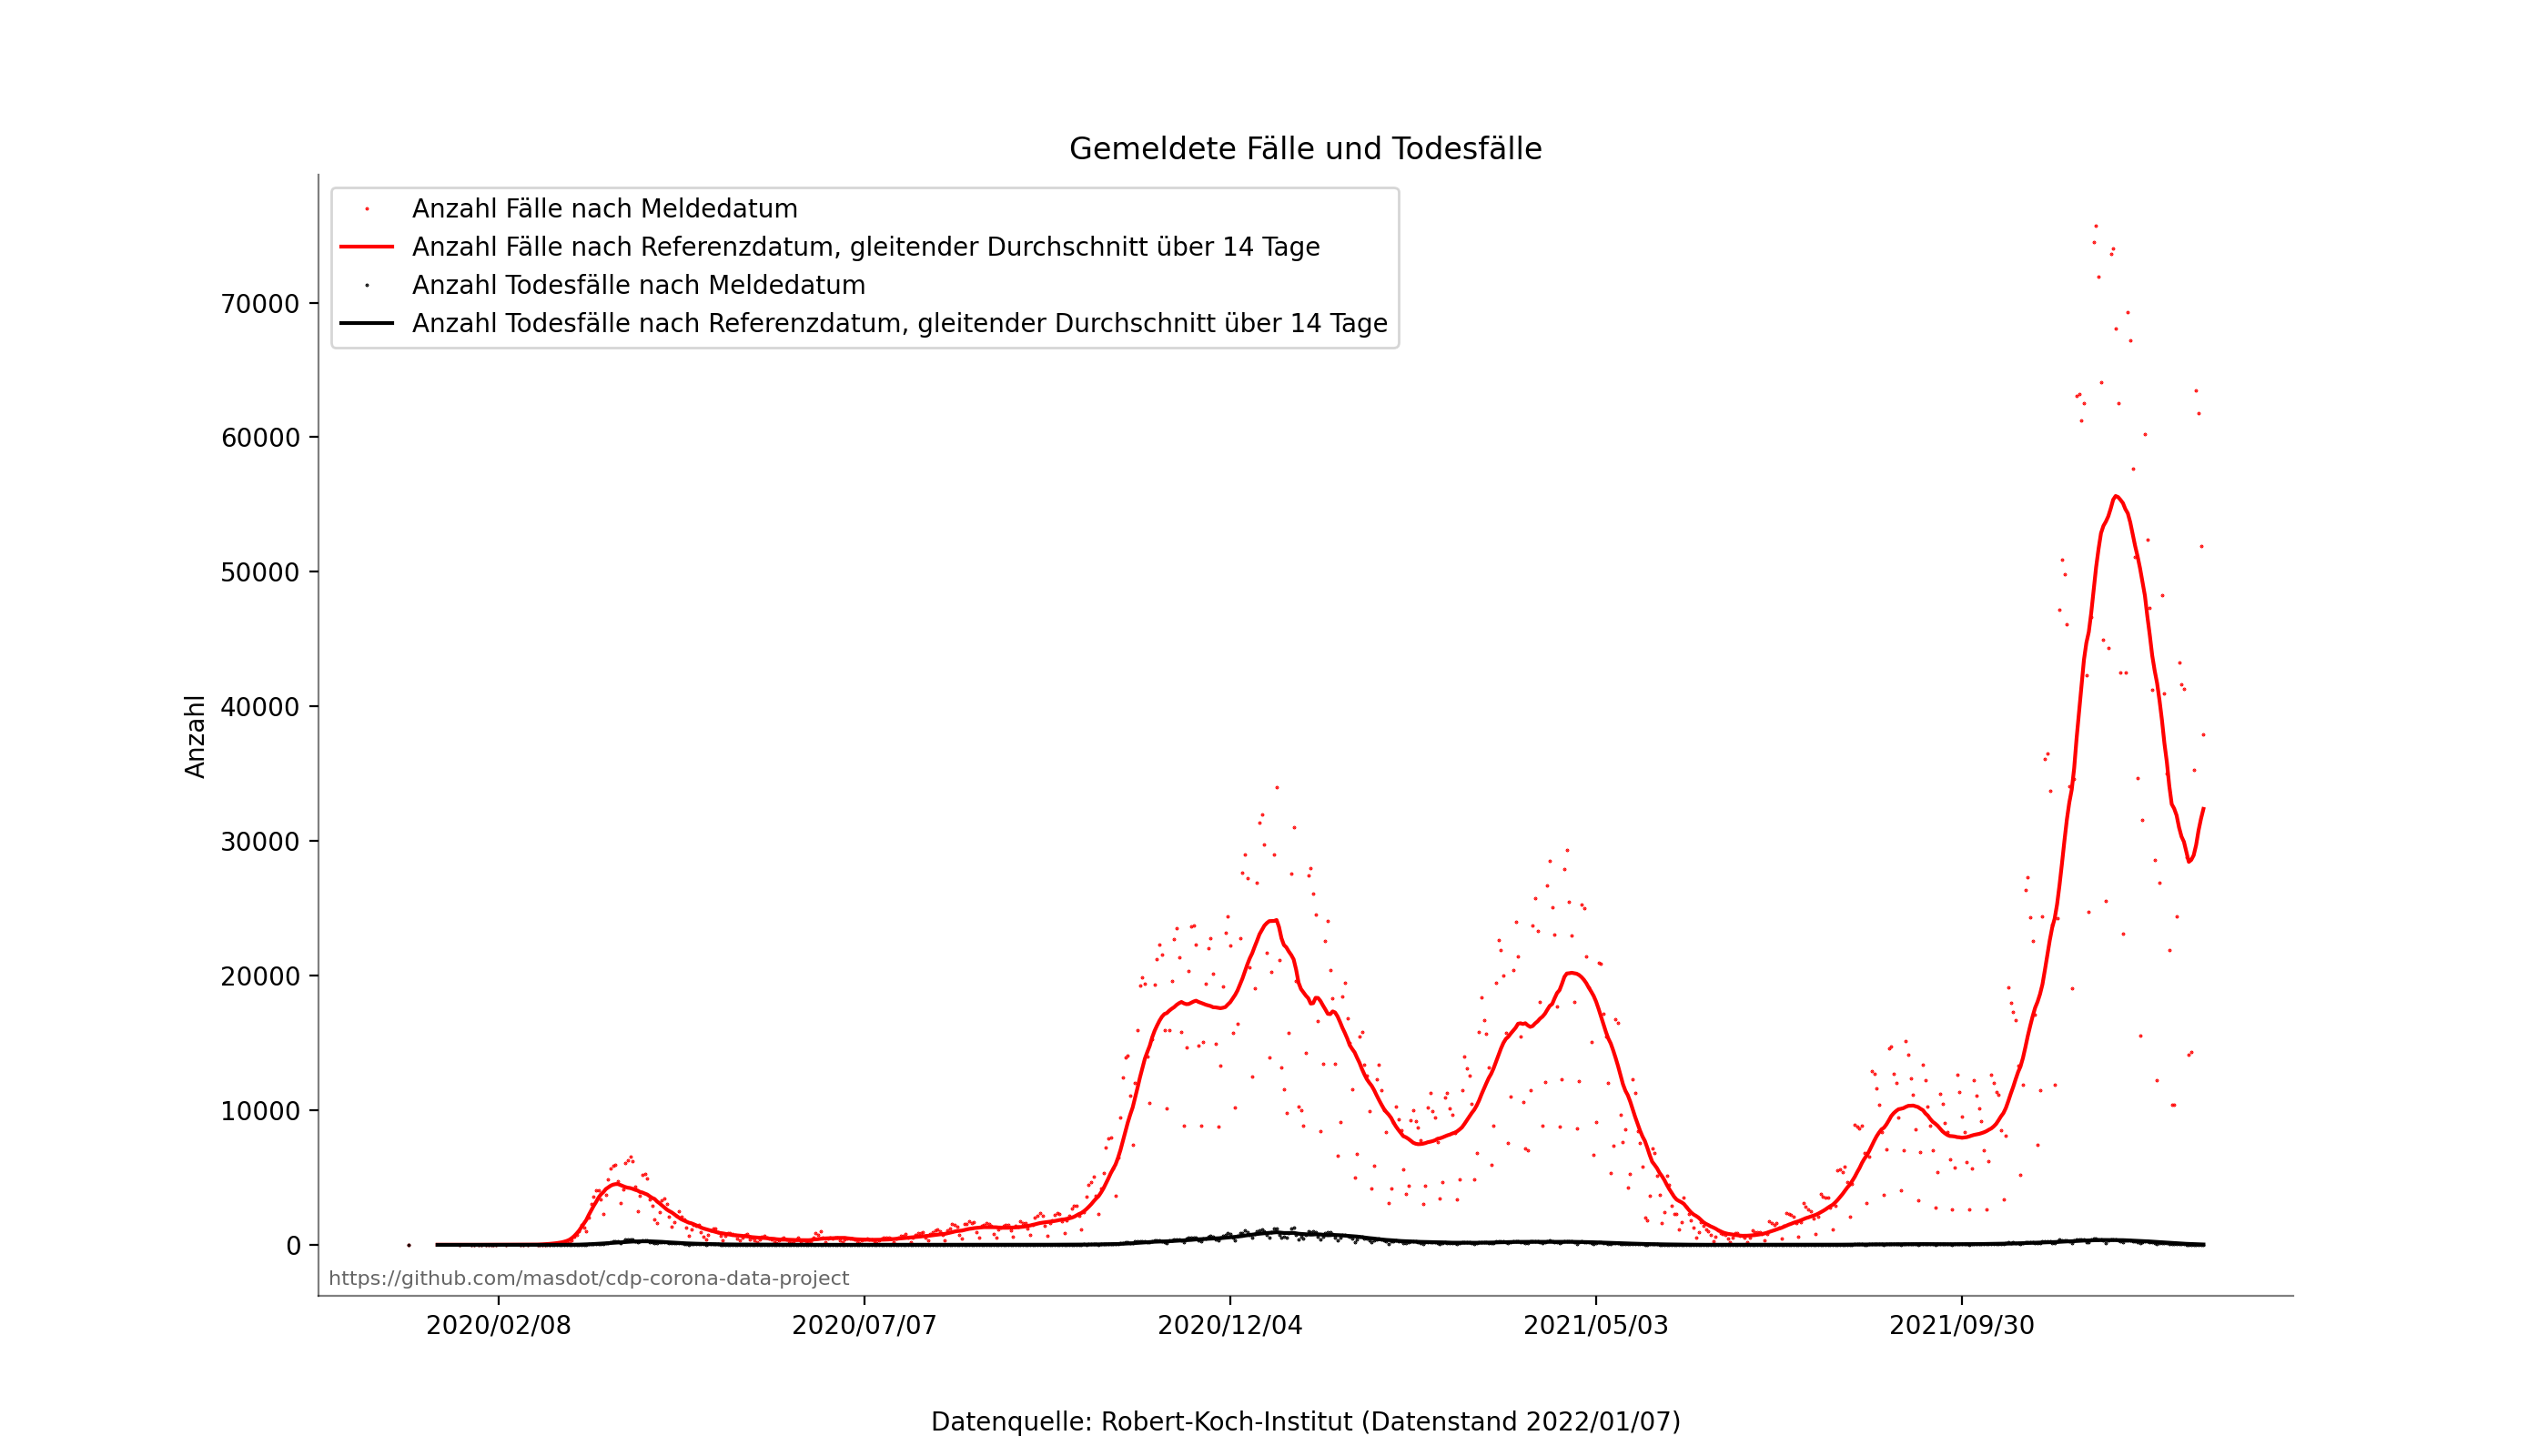 Gemeldete Fälle und Todesfälle
Anzahl Fälle nach Meldedatum
Anzahl Fälle nach Referenzdatum, gleitender Durchschnitt über 14 Tage
Anzahl Todesfälle nach Meldedatum
Anzahl Todesfälle nach Referenzdatum, gleitender Durchschnitt über 14 Tage
Anzahl
70000
60000
50000
40000
30000
20000
10000
0
https://github.com/masdot/cdp-corona-data-project
2020/02/08 2020/07/07 2020/12/04 2021/05/03 2021/09/30
Datenquelle: Robert-Koch-Institut (Datenstand 2022/01/07)